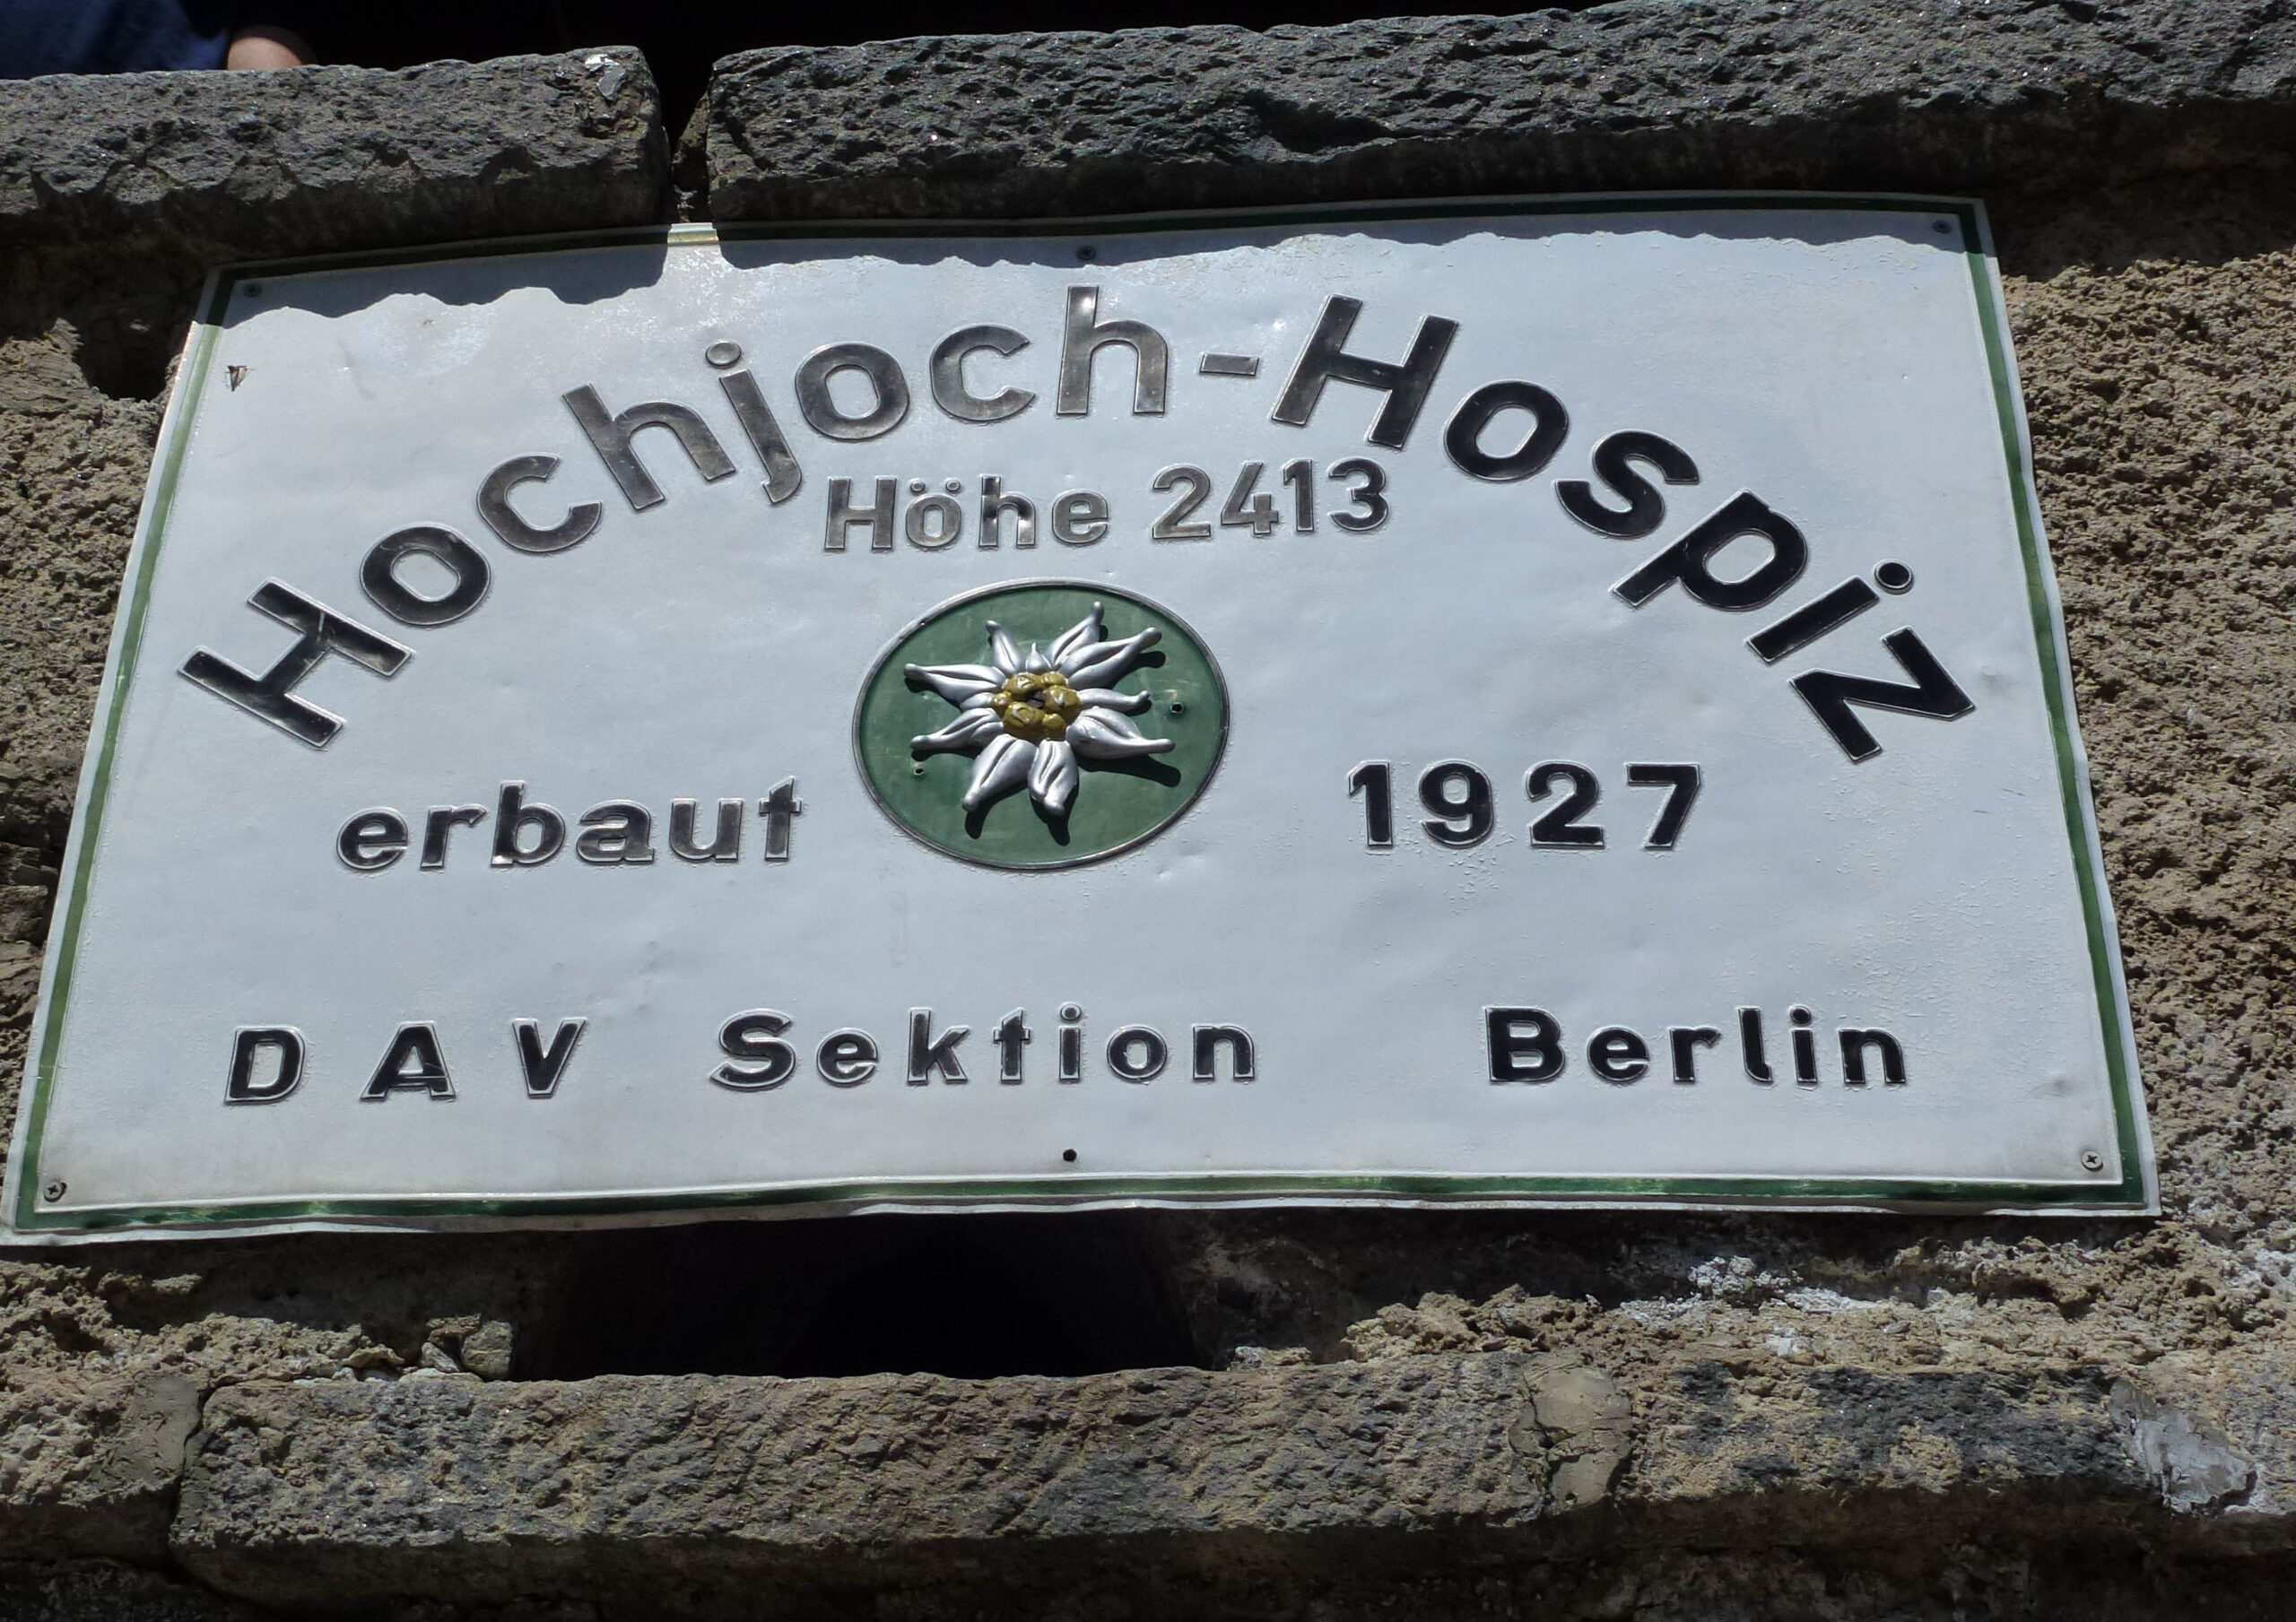 Hochjoch-Hospiz
Höhe 2413
erbaut 1927
DAV Sektion Berlin